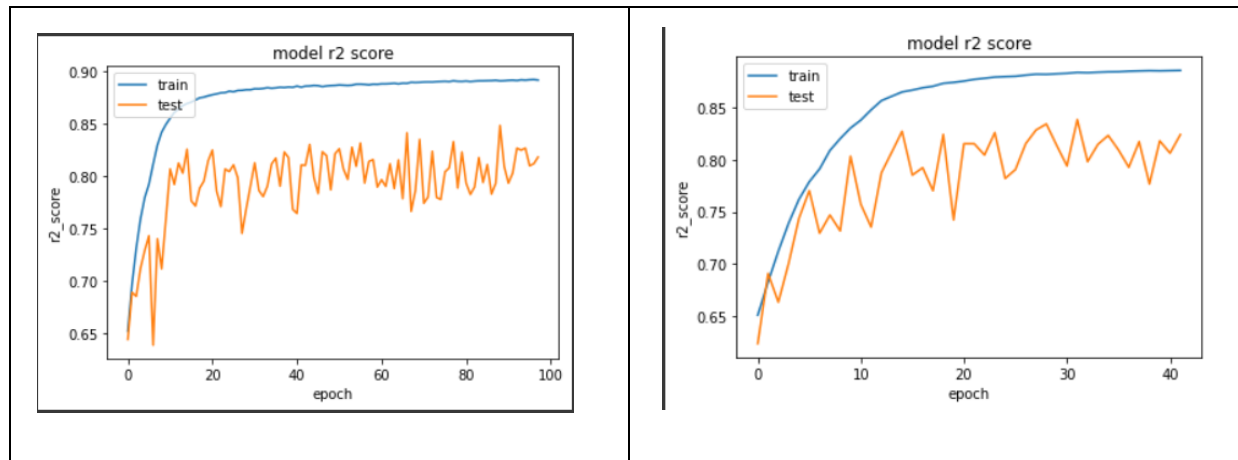 model r2 score
train
test
0.90
0.85
0.80
0.75
0.70
0.65
r2_score
0 20 40 60 80 100
epoch
model r2 score
train
test
0.85
0.80
0.75
0.70
0.65
r2_score
0 10 20 30 40
epoch